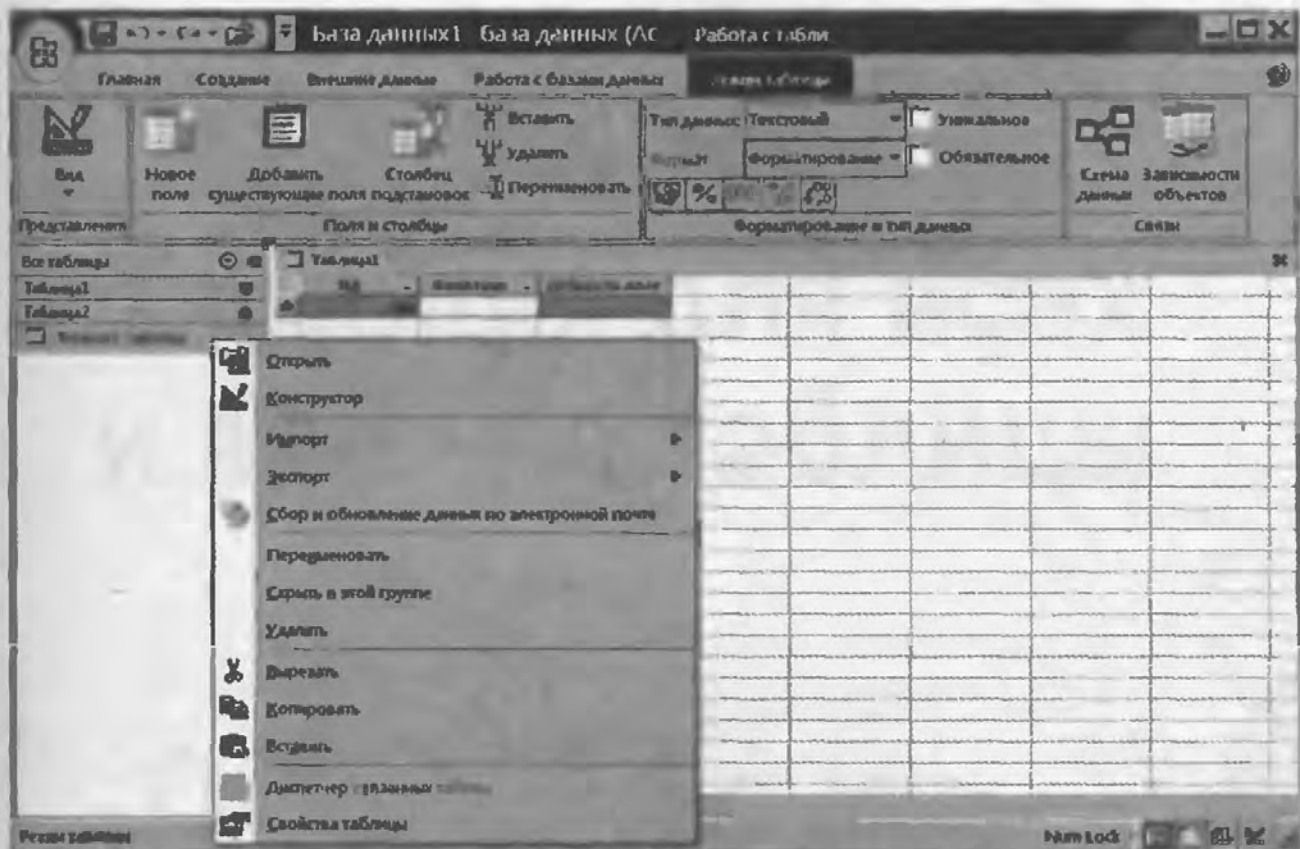 База данных1 База данных (Ac Работа с табли
Главная Создание Внешние данные Работа с базами данных Режим таблицы
Вид
Представления
Новое поле
Добавить существующие поля
Столбец подстановок
Вставить
Удалить
Переименовать
Поля и столбцы
Тип данных: Текстовый
Формат: Форматирование
Уникальное
Обязательное
Форматирование и тип данных
Схема данных
Зависимости объектов
Связи
Все таблицы
Таблица1
Таблица2
Таблица1
Открыть
Конструктор
Импорт
Экспорт
Сбор и обновление данных по электронной почте
Переименовать
Скрыть в этой группе
Удалить
Вырезать
Копировать
Вставить
Диспетчер связанных таблиц
Свойства таблицы
Режим таблицы
Num Lock